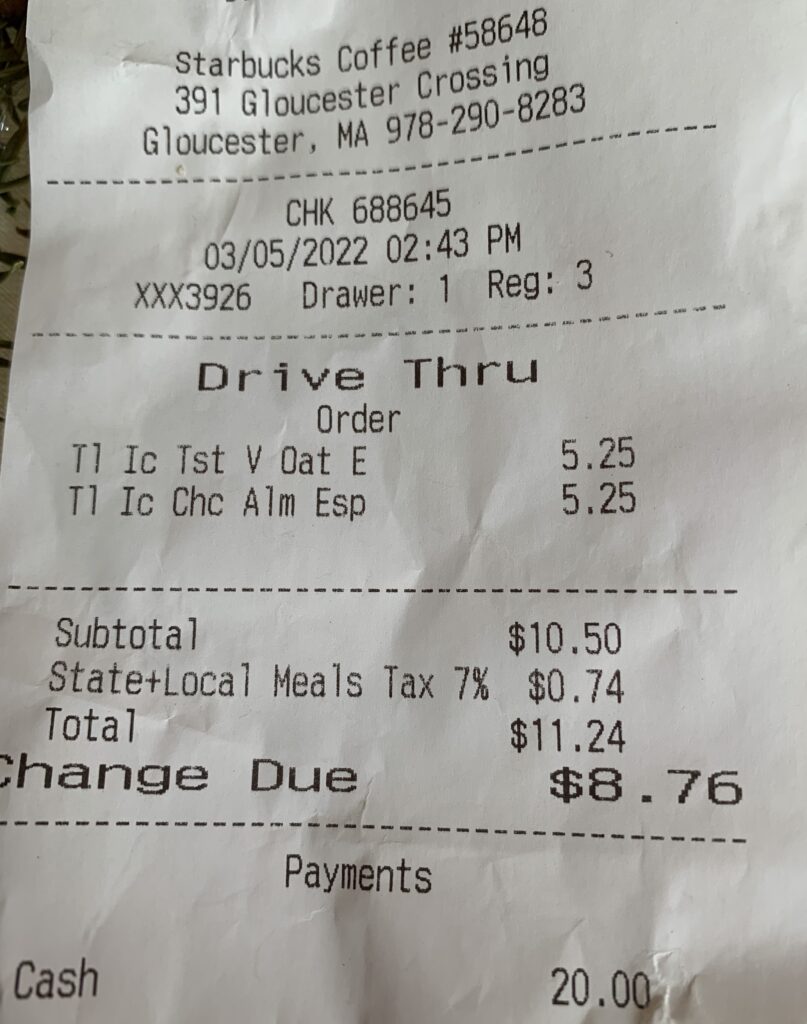 Starbucks Coffee #58648
391 Gloucester Crossing
Gloucester, MA 978-290-8283
CHK 688645
03/05/2022 02:43 PM
XXX3926 Drawer: 1 Reg: 3
Drive Thru
Order
Tl Ic Tst V Oat E 5.25
Tl Ic Chc Alm Esp 5.25
Subtotal $10.50
State+Local Meals Tax 7% $0.74
Total $11.24
Change Due $8.76
Payments
Cash 20.00